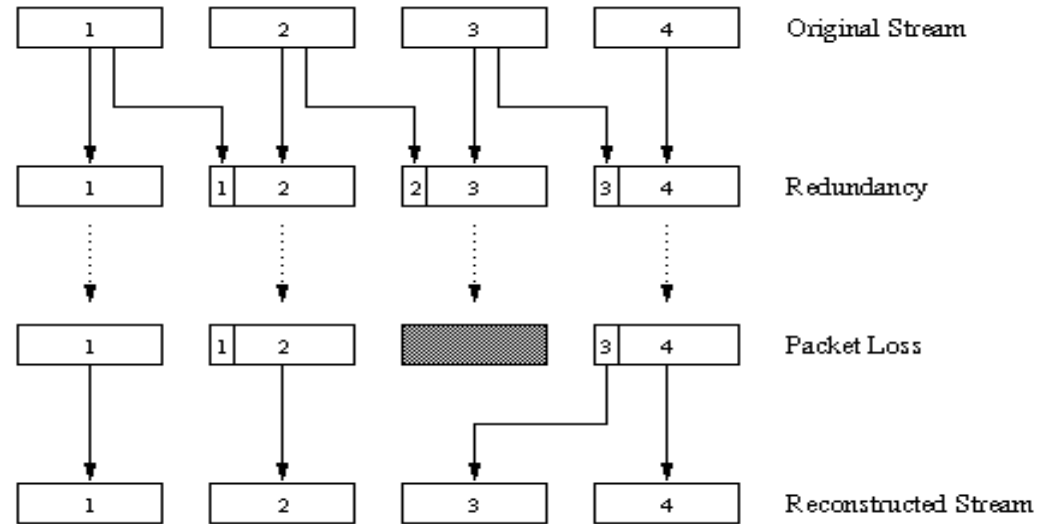 1 2 3 4 Original Stream
1 1 2 2 3 3 4 Redundancy
1 1 2 3 4 Packet Loss
1 2 3 4 Reconstructed Stream